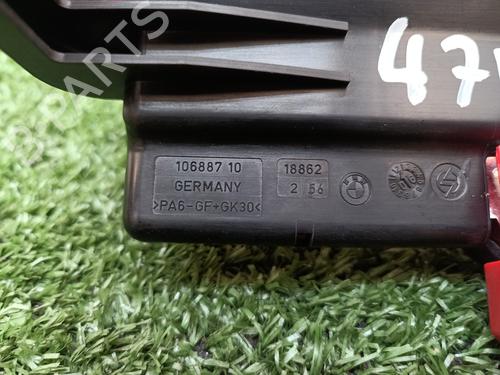 B-PARTS
47
106887 10
GERMANY
>PA6-GF+GK30<
18862
2 56